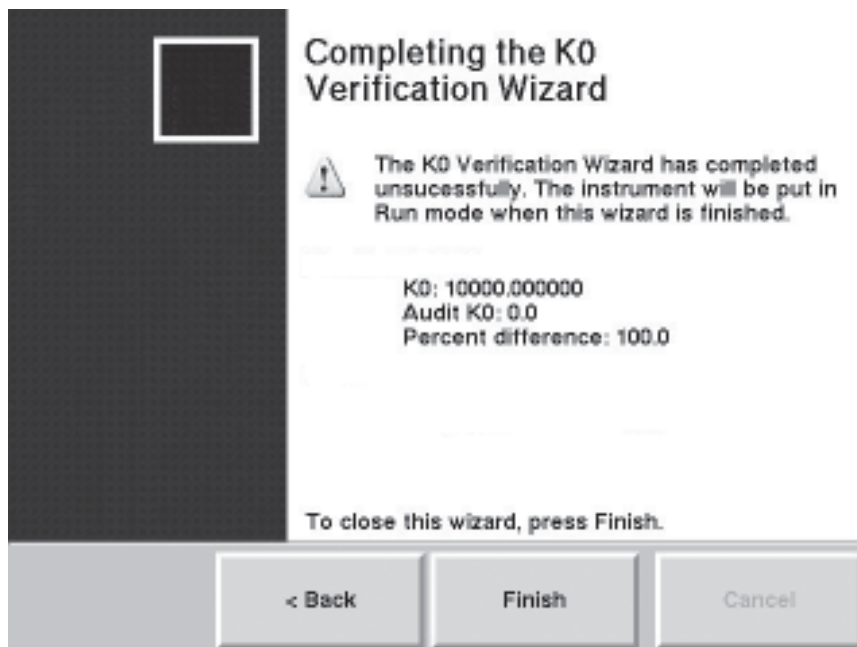 Completing the K0
Verification Wizard
The K0 Verification Wizard has completed
unsucessfully. The instrument will be put in
Run mode when this wizard is finished.
K0: 10000.000000
Audit K0: 0.0
Percent difference: 100.0
To close this wizard, press Finish.
< Back
Finish
Cancel